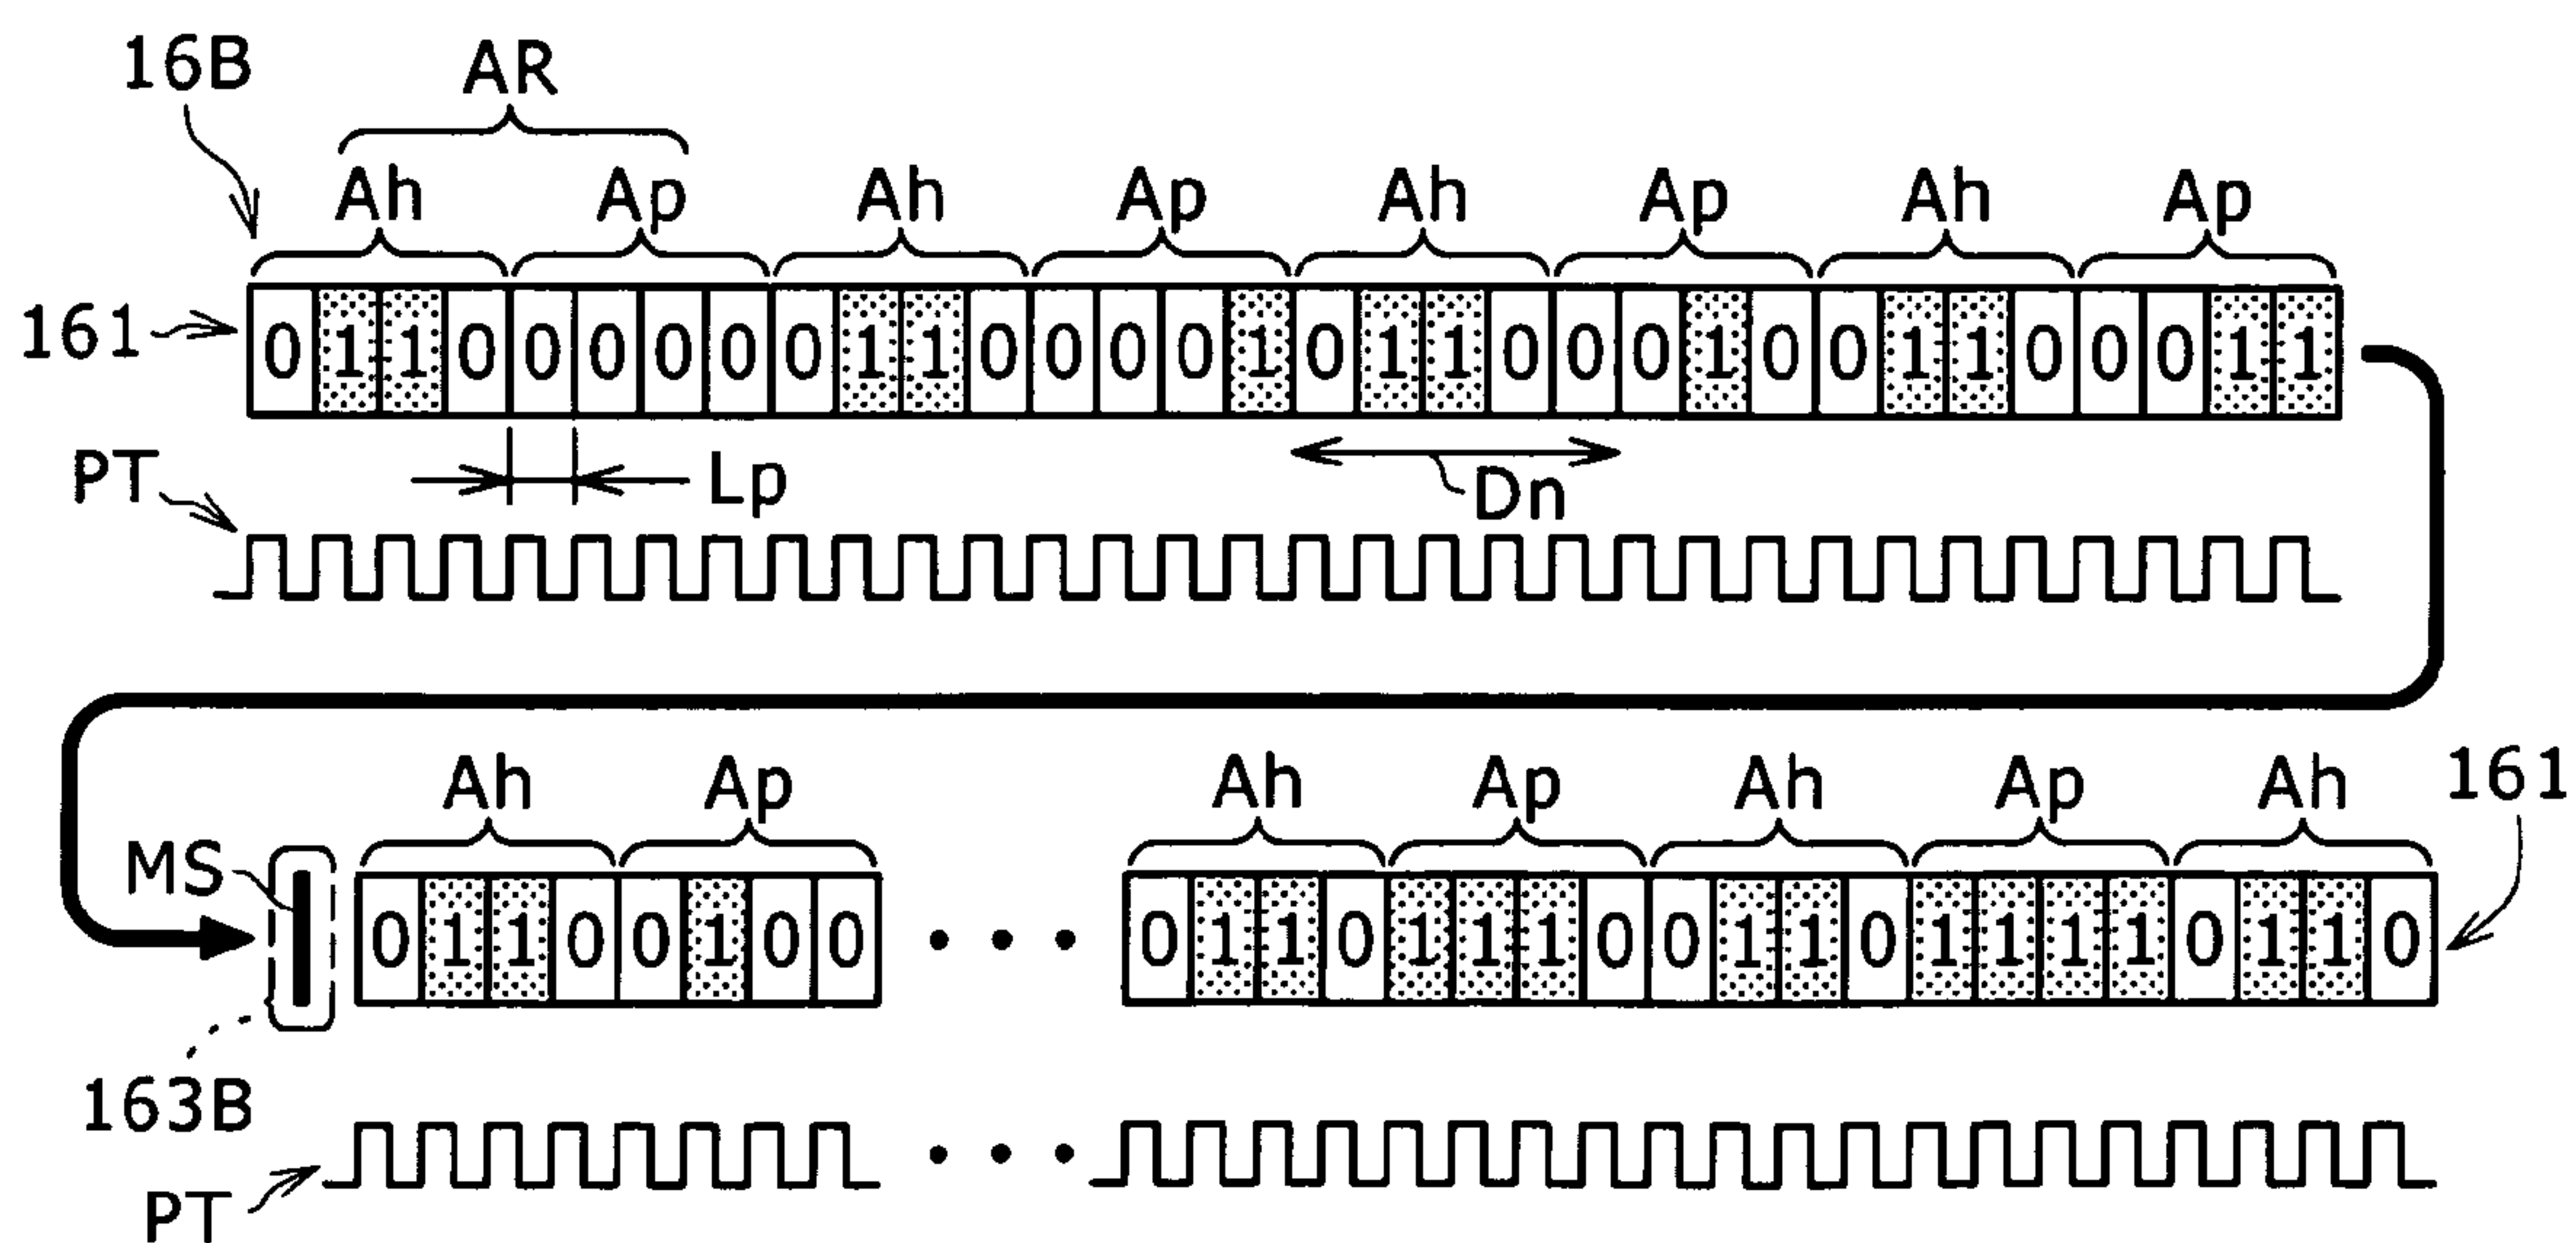 16B AR
Ah Ap Ah Ap Ah Ap Ah Ap
161 0 1 1 0 0 0 0 0 0 1 1 0 0 0 0 1 0 1 1 0 0 0 1 0 0 1 1 0 0 0 1 1
PT Lp Dn
Ah Ap Ah Ap Ah Ap Ah 161
MS 0 1 1 0 0 1 0 0 • • • 0 1 1 0 1 1 1 0 0 1 1 0 1 1 1 1 0 1 1 0
163B
PT • • •